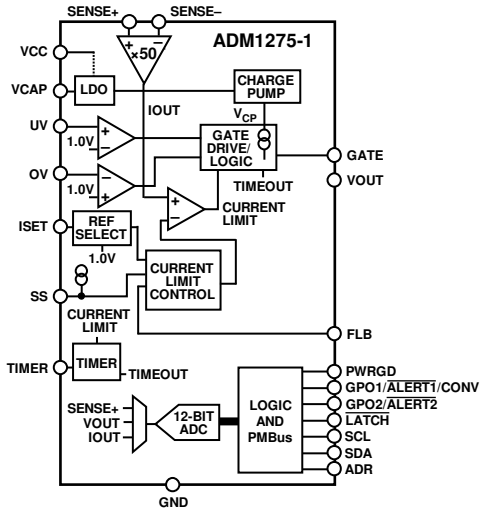 SENSE+ SENSE–
ADM1275-1
+ –
×50
VCC
VCAP
LDO
CHARGE
PUMP
IOUT
VCP
UV
+
1.0V
–
GATE
DRIVE/
LOGIC
GATE
OV
–
1.0V
+
TIMEOUT
VOUT
+
–
CURRENT
LIMIT
ISET
REF
SELECT
1.0V
CURRENT
LIMIT
CONTROL
SS
CURRENT
LIMIT
FLB
TIMER
TIMER
TIMEOUT
PWRGD
GPO1/ALERT1/CONV
GPO2/ALERT2
LATCH
SCL
SDA
ADR
SENSE+
VOUT
IOUT
12-BIT
ADC
LOGIC
AND
PMBus
GND